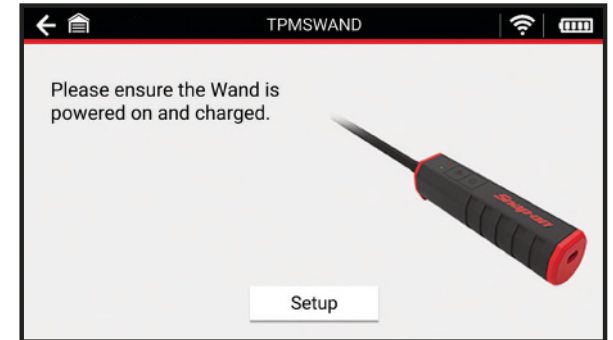 TPMSWAND
Please ensure the Wand is
powered on and charged.
Snap-on
Setup